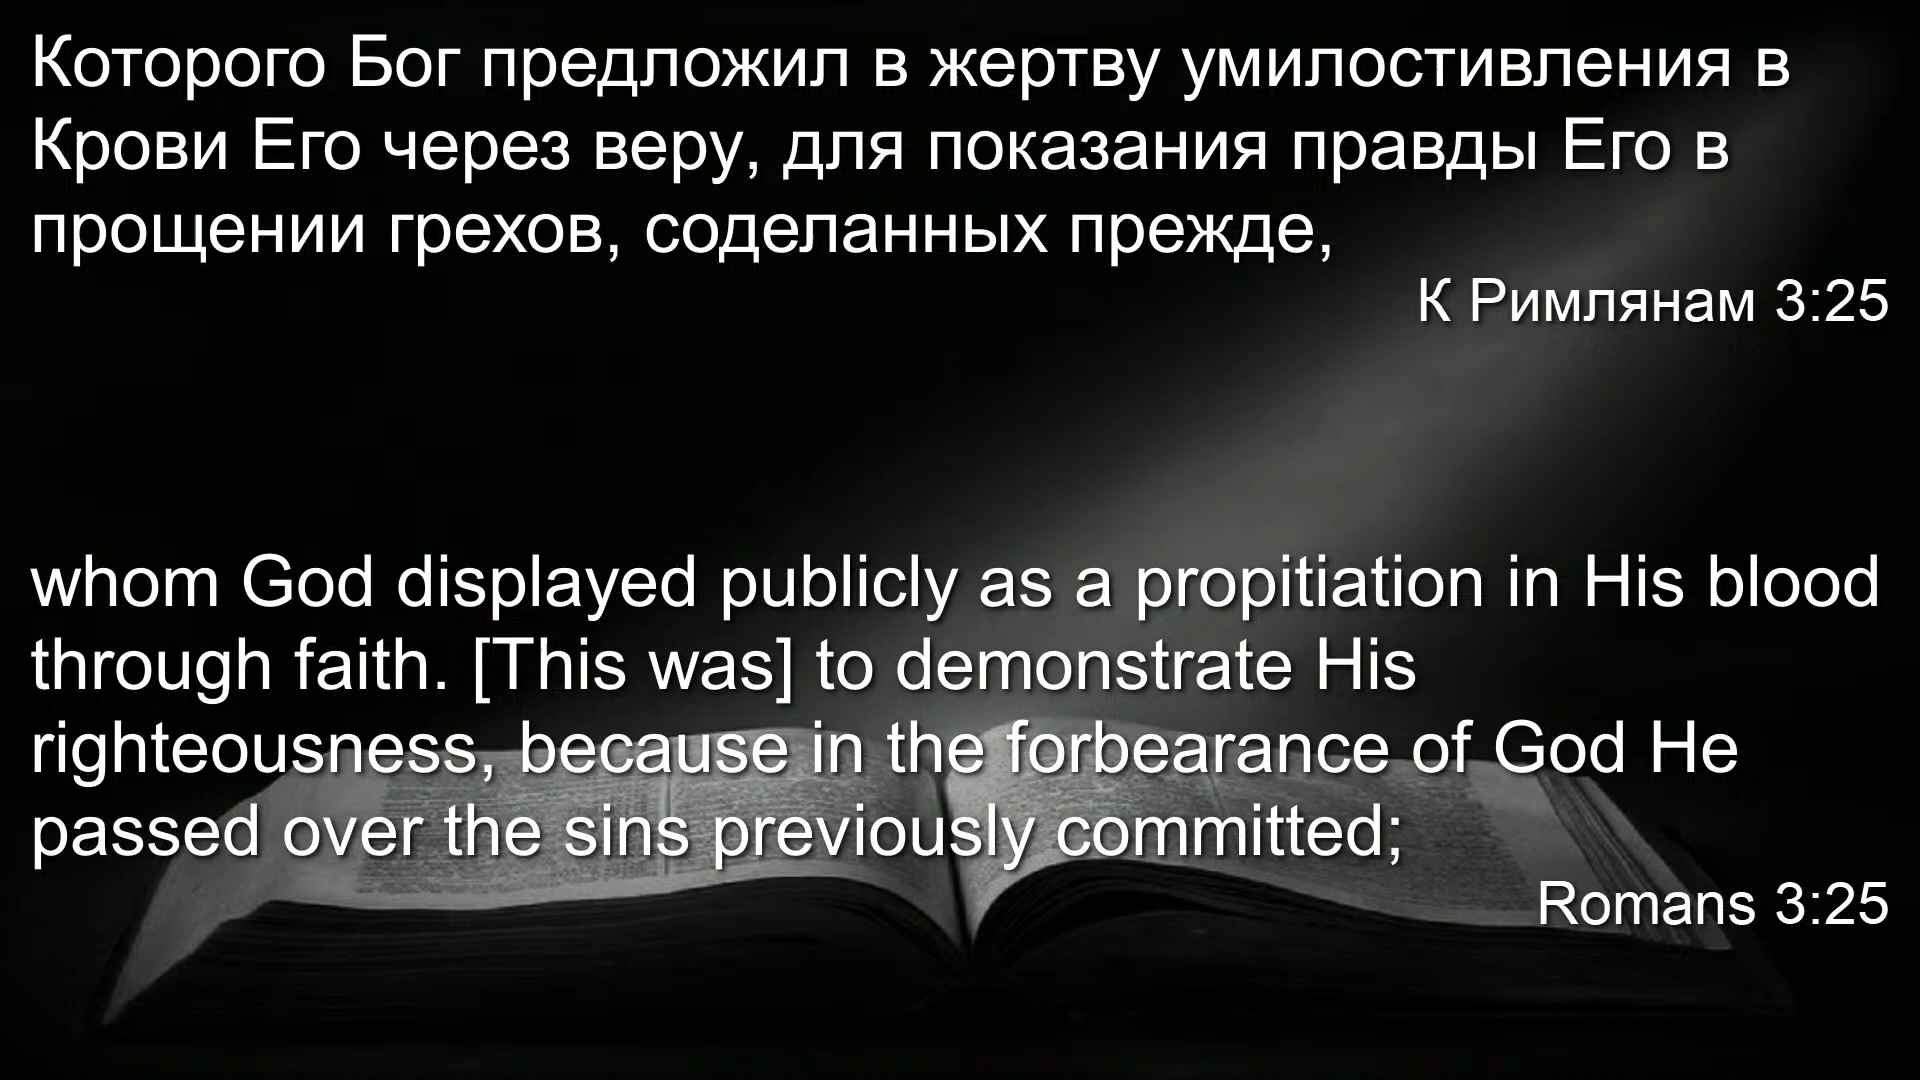 Которого Бог предложил в жертву умилостивления в
Крови Его через веру, для показания правды Его в
прощении грехов, соделанных прежде,
К Римлянам 3:25
whom God displayed publicly as a propitiation in His blood
through faith. [This was] to demonstrate His
righteousness, because in the forbearance of God He
passed over the sins previously committed;
Romans 3:25